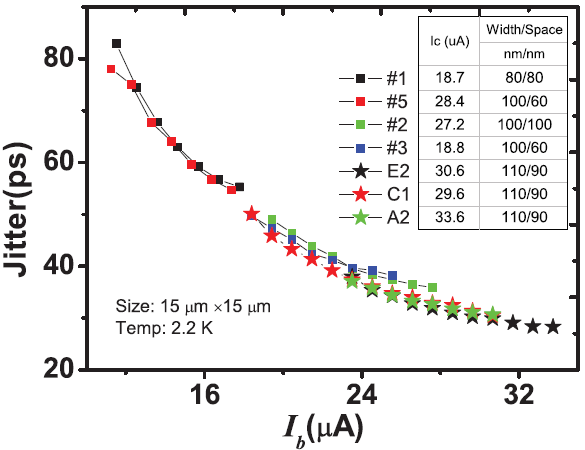 Jitter(ps)
80
60
40
20
16
24
32
I_b(μA)
Size: 15 μm ×15 μm
Temp: 2.2 K
#1
#5
#2
#3
E2
C1
A2
Ic (uA) Width/Space
nm/nm
18.7 80/80
28.4 100/60
27.2 100/100
18.8 100/60
30.6 110/90
29.6 110/90
33.6 110/90